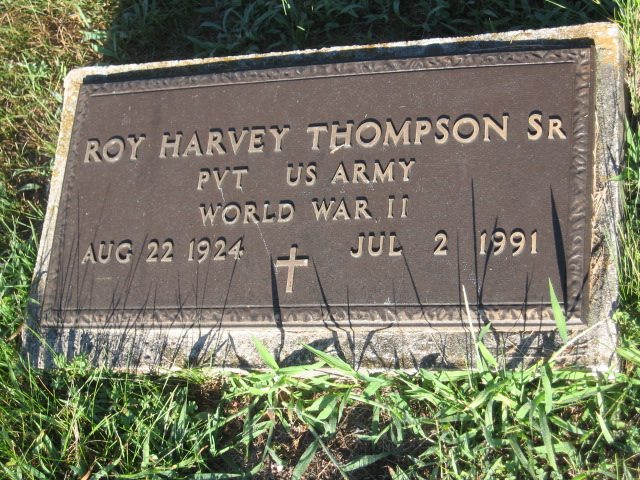 ROY HARVEY THOMPSON SR
PVT US ARMY
WORLD WAR II
AUG 22 1924 JUL 2 1991